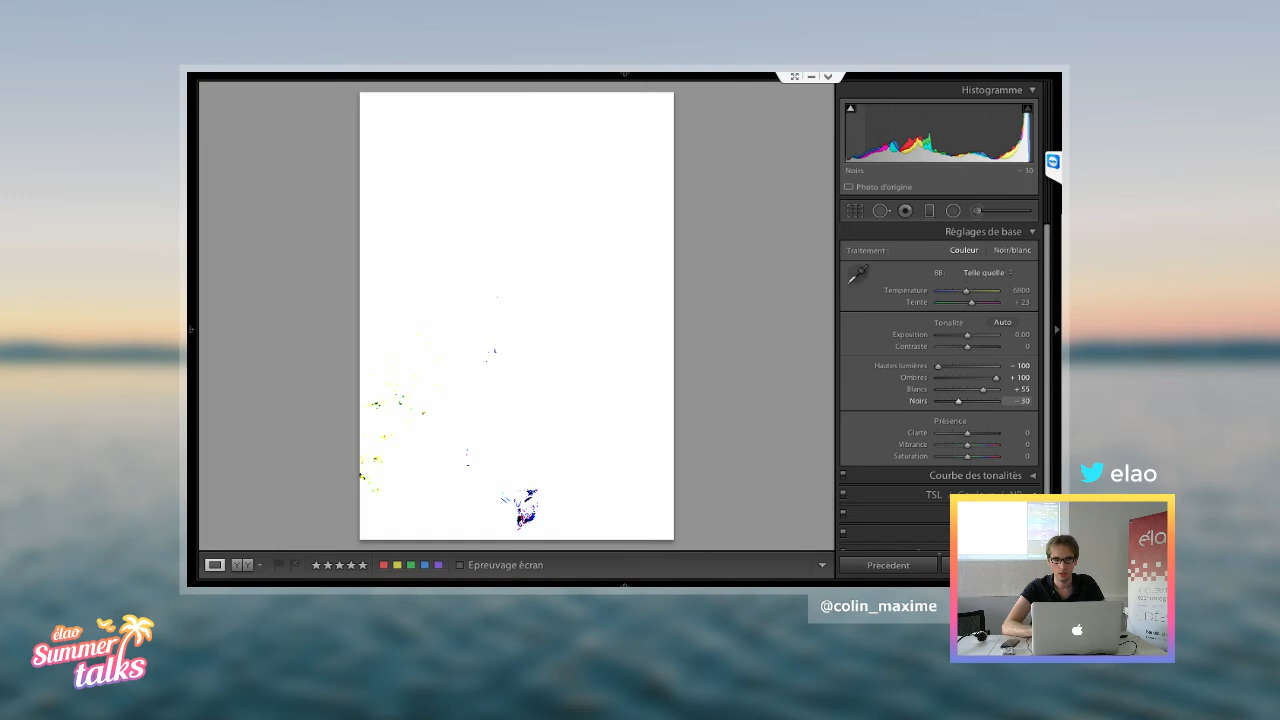 Histogramme
Noirs - 30
Photo d'origine
Réglages de base
Traitement : Couleur Noir/blanc
BB : Telle quelle
Température 6800
Teinte + 23
Tonalité Auto
Exposition 0,00
Contraste 0
Hautes lumières - 100
Ombres + 100
Blancs + 55
Noirs - 30
Présence
Clarté 0
Vibrance 0
Saturation 0
Courbe des tonalités
TSL
Epreuvage écran
Précédent
elao
@colin_maxime
élao
Summer
talks
éla